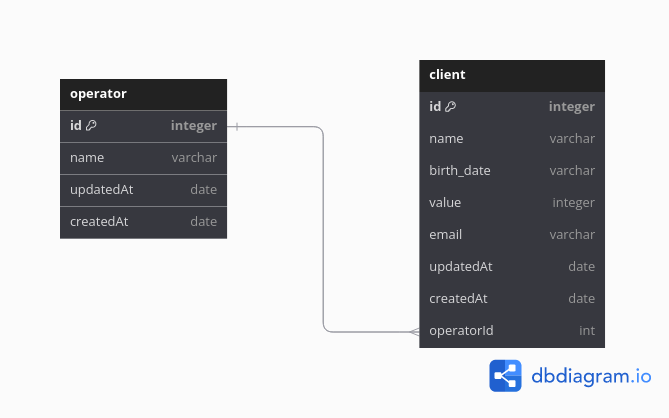 operator
id integer
name varchar
updatedAt date
createdAt date
client
id integer
name varchar
birth_date varchar
value integer
email varchar
updatedAt date
createdAt date
operatorId int
dbdiagram.io